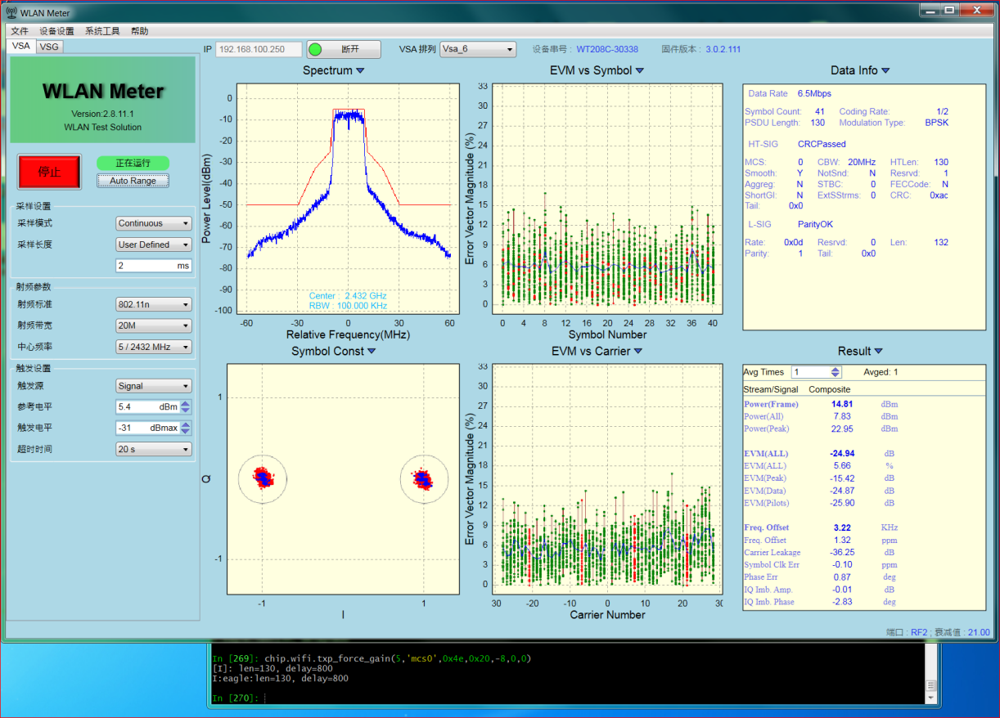 WLAN Meter
文件 设备设置 系统工具 帮助
VSA VSG
IP 192.168.100.250 断开 VSA 排列 Vsa_6 设备串号 : WT208C-30338 固件版本 : 3.0.2.111
WLAN Meter
Version:2.8.11.1
WLAN Test Solution
停止 正在运行
Auto Range
采样设置
采样模式 Continuous
采样长度 User Defined
2 ms
射频参数
射频标准 802.11n
射频带宽 20M
中心频率 5 / 2432 MHz
触发设置
触发源 Signal
参考电平 5.4 dBm
触发电平 -31 dBmax
超时时间 20 s
Spectrum
Power Level(dBm)
0
-10
-20
-30
-40
-50
-60
-70
-80
-90
-100
Center : 2.432 GHz
RBW : 100.000 KHz
-60 -30 0 30 60
Relative Frequency(MHz)
EVM vs Symbol
Error Vector Magnitude (%)
33
30
27
24
21
18
15
12
9
6
3
0
0 4 8 12 16 20 24 28 32 36 40
Symbol Number
Data Info
Data Rate 6.5Mbps
Symbol Count: 41 Coding Rate: 1/2
PSDU Length: 130 Modulation Type: BPSK
HT-SIG CRCPassed
MCS: 0 CBW: 20MHz HTLen: 130
Smooth: Y NotSnd: N Resrvd: 1
Aggreg: N STBC: 0 FECCode: N
ShortGI: N ExtSStrms: 0 CRC: 0xac
Tail: 0x0
L-SIG ParityOK
Rate: 0x0d Resrvd: 0 Len: 132
Parity: 1 Tail: 0x0
Symbol Const
Q
1
-1
-1 1
I
EVM vs Carrier
Error Vector Magnitude (%)
33
30
27
24
21
18
15
12
9
6
3
0
30 -20 -10 0 10 20
Carrier Number
Result
Avg Times 1 Avged: 1
Stream/Signal Composite
Power(Frame) 14.81 dBm
Power(All) 7.83 dBm
Power(Peak) 22.95 dBm
EVM(ALL) -24.94 dB
EVM(ALL) 5.66 %
EVM(Peak) -15.42 dB
EVM(Data) -24.87 dB
EVM(Pilots) -25.90 dB
Freq. Offset 3.22 KHz
Freq. Offset 1.32 ppm
Carrier Leakage -36.25 dB
Symbol Clk Err -0.10 ppm
Phase Err 0.87 deg
IQ Imb. Amp. -0.01 dB
IQ Imb. Phase -2.83 deg
端口 : RF2 ; 衰减值 : 21.00
In [269]: chip.wifi.txp_force_gain(5,'mcs0',0x4e,0x20,-8,0,0)
[I]: len=130, delay=800
I:eagle:len=130, delay=800
In [270]: